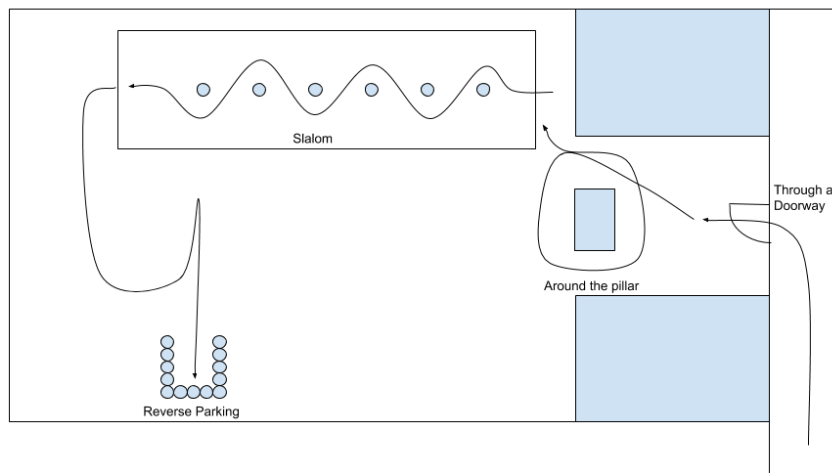 Slalom
Through a
Doorway
Around the pillar
Reverse Parking